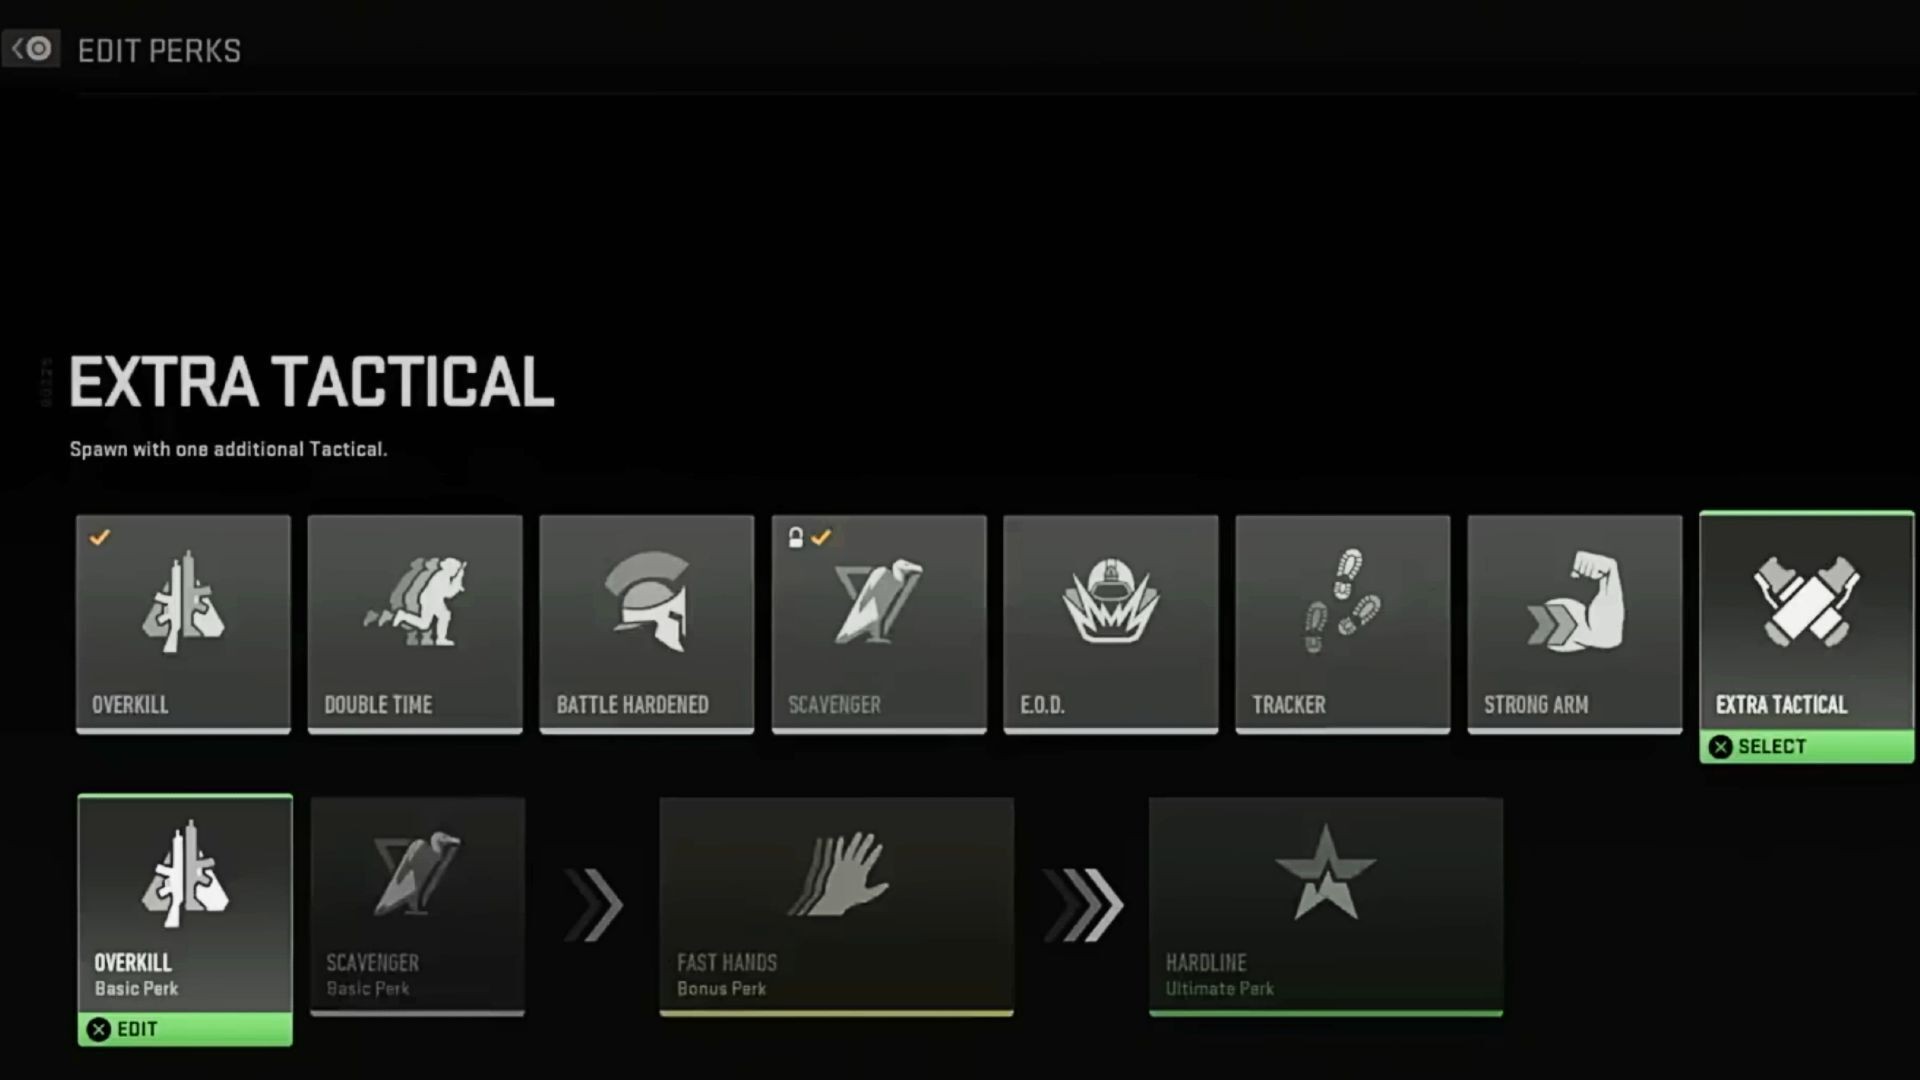 EDIT PERKS
EXTRA TACTICAL
Spawn with one additional Tactical.
OVERKILL
DOUBLE TIME
BATTLE HARDENED
SCAVENGER
E.O.D.
TRACKER
STRONG ARM
EXTRA TACTICAL
SELECT
OVERKILL
Basic Perk
EDIT
SCAVENGER
Basic Perk
FAST HANDS
Bonus Perk
HARDLINE
Ultimate Perk